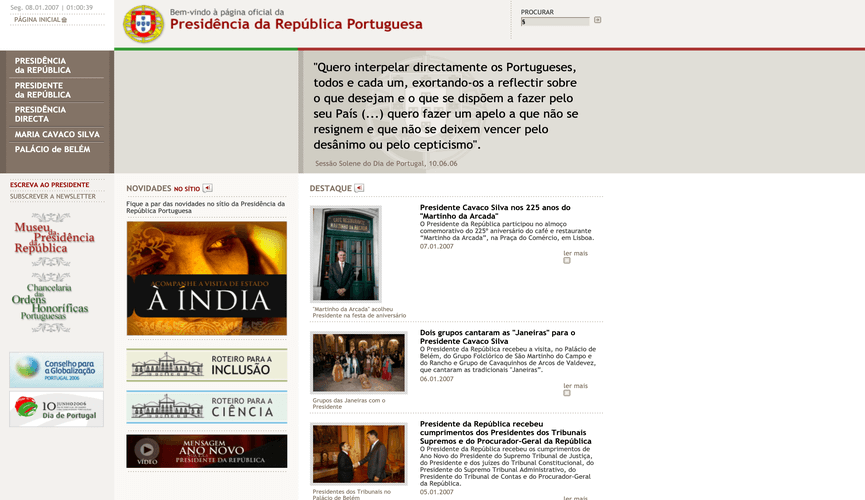 Seg. 08.01.2007 | 01:00:39
PÁGINA INICIAL
Bem-vindo à página oficial da
Presidência da República Portuguesa
PROCURAR
PRESIDÊNCIA
da REPÚBLICA
PRESIDENTE
da REPÚBLICA
PRESIDÊNCIA
DIRECTA
MARIA CAVACO SILVA
PALÁCIO de BELÉM
"Quero interpelar directamente os Portugueses,
todos e cada um, exortando-os a reflectir sobre
o que desejam e o que se dispõem a fazer pelo
seu País (...) quero fazer um apelo a que não se
resignem e que não se deixem vencer pelo
desânimo ou pelo cepticismo".
Sessão Solene do Dia de Portugal, 10.06.06
ESCREVA AO PRESIDENTE
SUBSCREVER A NEWSLETTER
Museu
da Presidência
da República
Chancelaria
das
Ordens
Honoríficas
Portuguesas
Conselho para
a Globalização
PORTUGAL 2006
10 JUNHO 2006
Dia de Portugal
NOVIDADES NO SÍTIO
Fique a par das novidades no sítio da Presidência da
República Portuguesa
ACOMPANHE A VISITA DE ESTADO
À ÍNDIA
ROTEIRO PARA A
INCLUSÃO
ROTEIRO PARA A
CIÊNCIA
MENSAGEM
ANO NOVO
PRESIDENTE DA REPÚBLICA
VÍDEO
DESTAQUE
Presidente Cavaco Silva nos 225 anos do
"Martinho da Arcada"
O Presidente da República participou no almoço
comemorativo do 225º aniversário do café e restaurante
"Martinho da Arcada", na Praça do Comércio, em Lisboa.
07.01.2007
ler mais
"Martinho da Arcada" acolheu
Presidente na festa de aniversário
Dois grupos cantaram as "Janeiras" para o
Presidente Cavaco Silva
O Presidente da República recebeu a visita, no Palácio de
Belém, do Grupo Folclórico de São Martinho do Campo e
do Rancho e Grupo de Cavaquinhos de Arcos de Valdevez,
que cantaram as tradicionais "Janeiras".
06.01.2007
ler mais
Grupos das Janeiras com o
Presidente
Presidente da República recebeu
cumprimentos dos Presidentes dos Tribunais
Supremos e do Procurador-Geral da República
O Presidente da República recebeu os cumprimentos de
Ano Novo do Presidente do Supremo Tribunal de Justiça,
do Presidente e dos juízes do Tribunal Constitucional, do
Presidente do Supremo Tribunal Administrativo, do
Presidente do Tribunal de Contas e do Procurador-Geral
da República.
05.01.2007
ler mais
Presidentes dos Tribunais no
Palácio de Belém